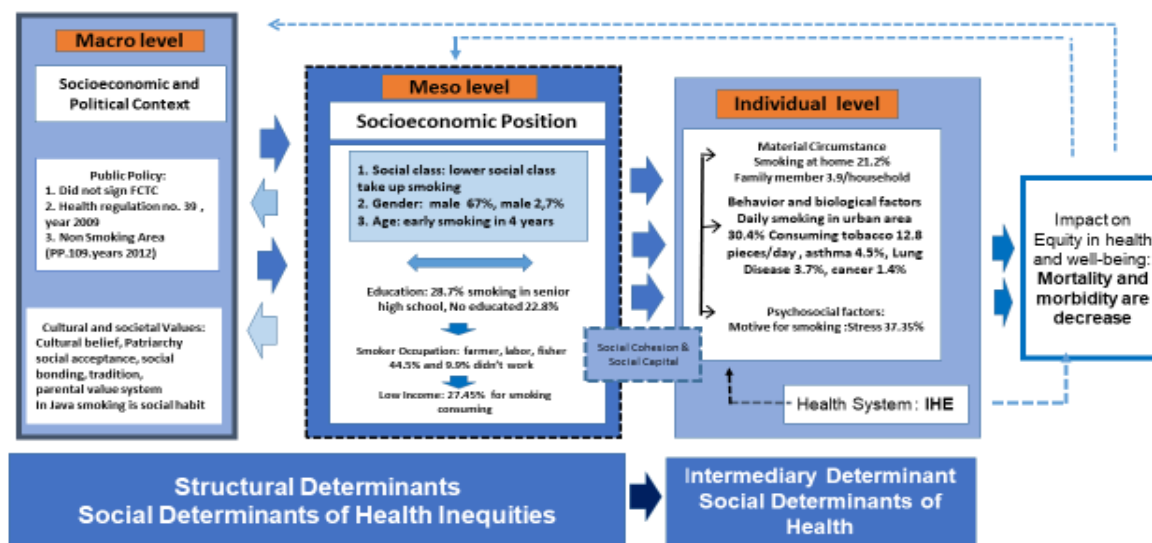 Macro level
Socioeconomic and
Political Context
Public Policy:
1. Did not sign FCTC
2. Health regulation no. 39 ,
year 2009
3. Non Smoking Area
(PP.109.years 2012)
Cultural and societal Values:
Cultural belief, Patriarchy
social acceptance, social
bonding, tradition,
parental value system
In Java smoking is social habit
Meso level
Socioeconomic Position
1. Social class: lower social class
take up smoking
2. Gender: male 67%, male 2,7%
3. Age: early smoking in 4 years
Education: 28.7% smoking in senior
high school, No educated 22.8%
Smoker Occupation: farmer, labor, fisher
44.5% and 9.9% didn't work
Low Income: 27.45% for smoking
consuming
Social Cohesion &
Social Capital
Individual level
Material Circumstance
Smoking at home 21.2%
Family member 3.9/household
Behavior and biological factors
Daily smoking in urban area
30.4% Consuming tobacco 12.8
pieces/day , asthma 4.5%, Lung
Disease 3.7%, cancer 1.4%
Psychosocial factors:
Motive for smoking :Stress 37.35%
Health System : IHE
Impact on
Equity in health
and well-being:
Mortality and
morbidity are
decrease
Structural Determinants
Social Determinants of Health Inequities
Intermediary Determinant
Social Determinants of
Health